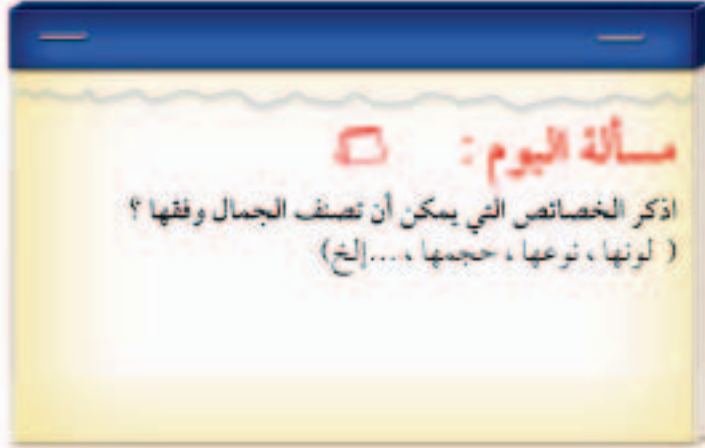 مسألة اليوم :
اذكر الخصائص التي يمكن أن تصنف الجمال وفقها ؟
( لونها ، نوعها ، حجمها ، ...إلخ)